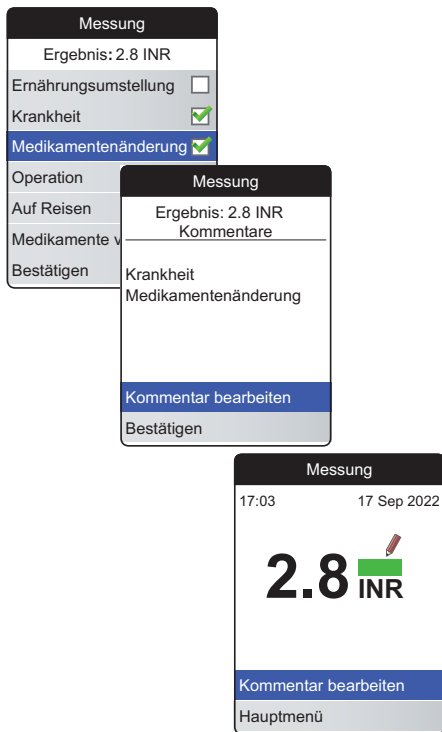 Messung
Ergebnis: 2.8 INR
Ernährungsumstellung
Krankheit
Medikamentenänderung
Operation
Auf Reisen
Medikamente v
Bestätigen
Messung
Ergebnis: 2.8 INR
Kommentare
Krankheit
Medikamentenänderung
Kommentar bearbeiten
Bestätigen
Messung
17:03 17 Sep 2022
2.8 INR
Kommentar bearbeiten
Hauptmenü